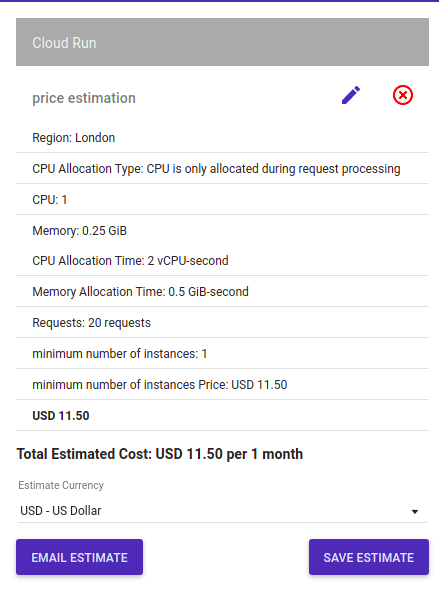 Cloud Run
price estimation
Region: London
CPU Allocation Type: CPU is only allocated during request processing
CPU: 1
Memory: 0.25 GiB
CPU Allocation Time: 2 vCPU-second
Memory Allocation Time: 0.5 GiB-second
Requests: 20 requests
minimum number of instances: 1
minimum number of instances Price: USD 11.50
USD 11.50
Total Estimated Cost: USD 11.50 per 1 month
Estimate Currency
USD - US Dollar
EMAIL ESTIMATE
SAVE ESTIMATE